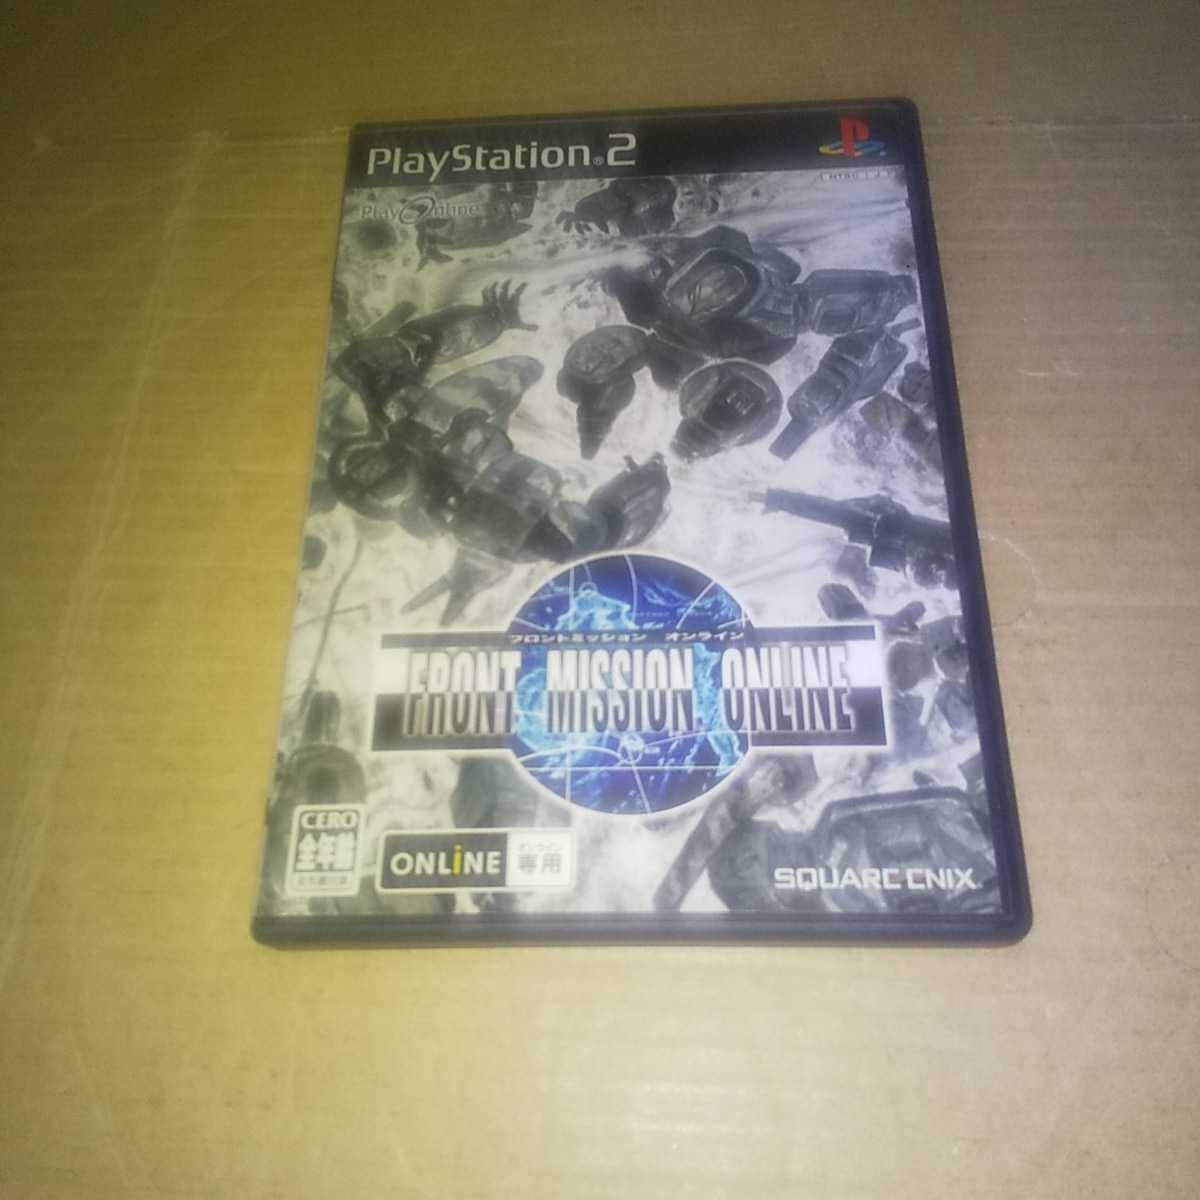 PlayStation®2
NTSC J
PlayOnline
フロントミッション オンライン
FRONT MISSION ONLINE
CERO
全年齢
ONLiNE
オンライン
専用
SQUARE ENIX